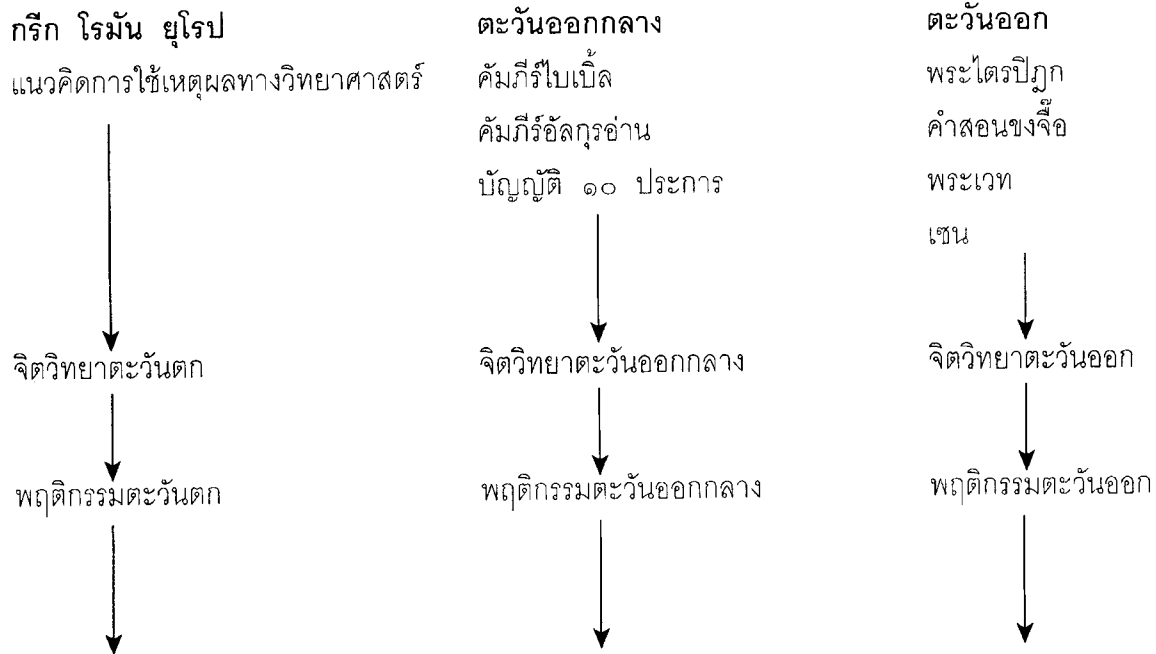 กรีก โรมัน ยุโรป
แนวคิดการใช้เหตุผลทางวิทยาศาสตร์
จิตวิทยาตะวันตก
พฤติกรรมตะวันตก
ตะวันออกกลาง
คัมภีร์ไบเบิ้ล
คัมภีร์อัลกุรอ่าน
บัญญัติ ๑๐ ประการ
จิตวิทยาตะวันออกกลาง
พฤติกรรมตะวันออกกลาง
ตะวันออก
พระไตรปิฎก
คำสอนขงจื๊อ
พระเวท
เซน
จิตวิทยาตะวันออก
พฤติกรรมตะวันออก